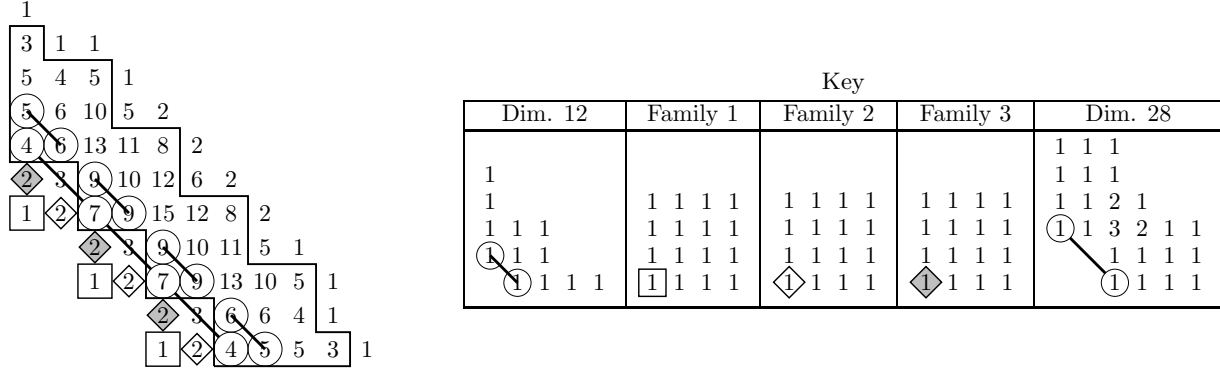 1
3 1 1
5 4 5 1
5 6 10 5 2
4 6 13 11 8 2
2 3 9 10 12 6 2
1 2 7 9 15 12 8 2
2 3 9 10 11 5 1
1 2 7 9 13 10 5 1
2 3 6 6 4 1
1 2 4 5 5 3 1
Key
Dim. 12 Family 1 Family 2 Family 3 Dim. 28
1 1 1
1 1 1 1
1 1 1 1 1 1 1 1 1 1 1 1 1 1 1 2 1
1 1 1 1 1 1 1 1 1 1 1 1 1 1 1 1 1 3 2 1 1
1 1 1 1 1 1 1 1 1 1 1 1 1 1 1 1 1 1 1
1 1 1 1 1 1 1 1 1 1 1 1 1 1 1 1 1 1 1 1